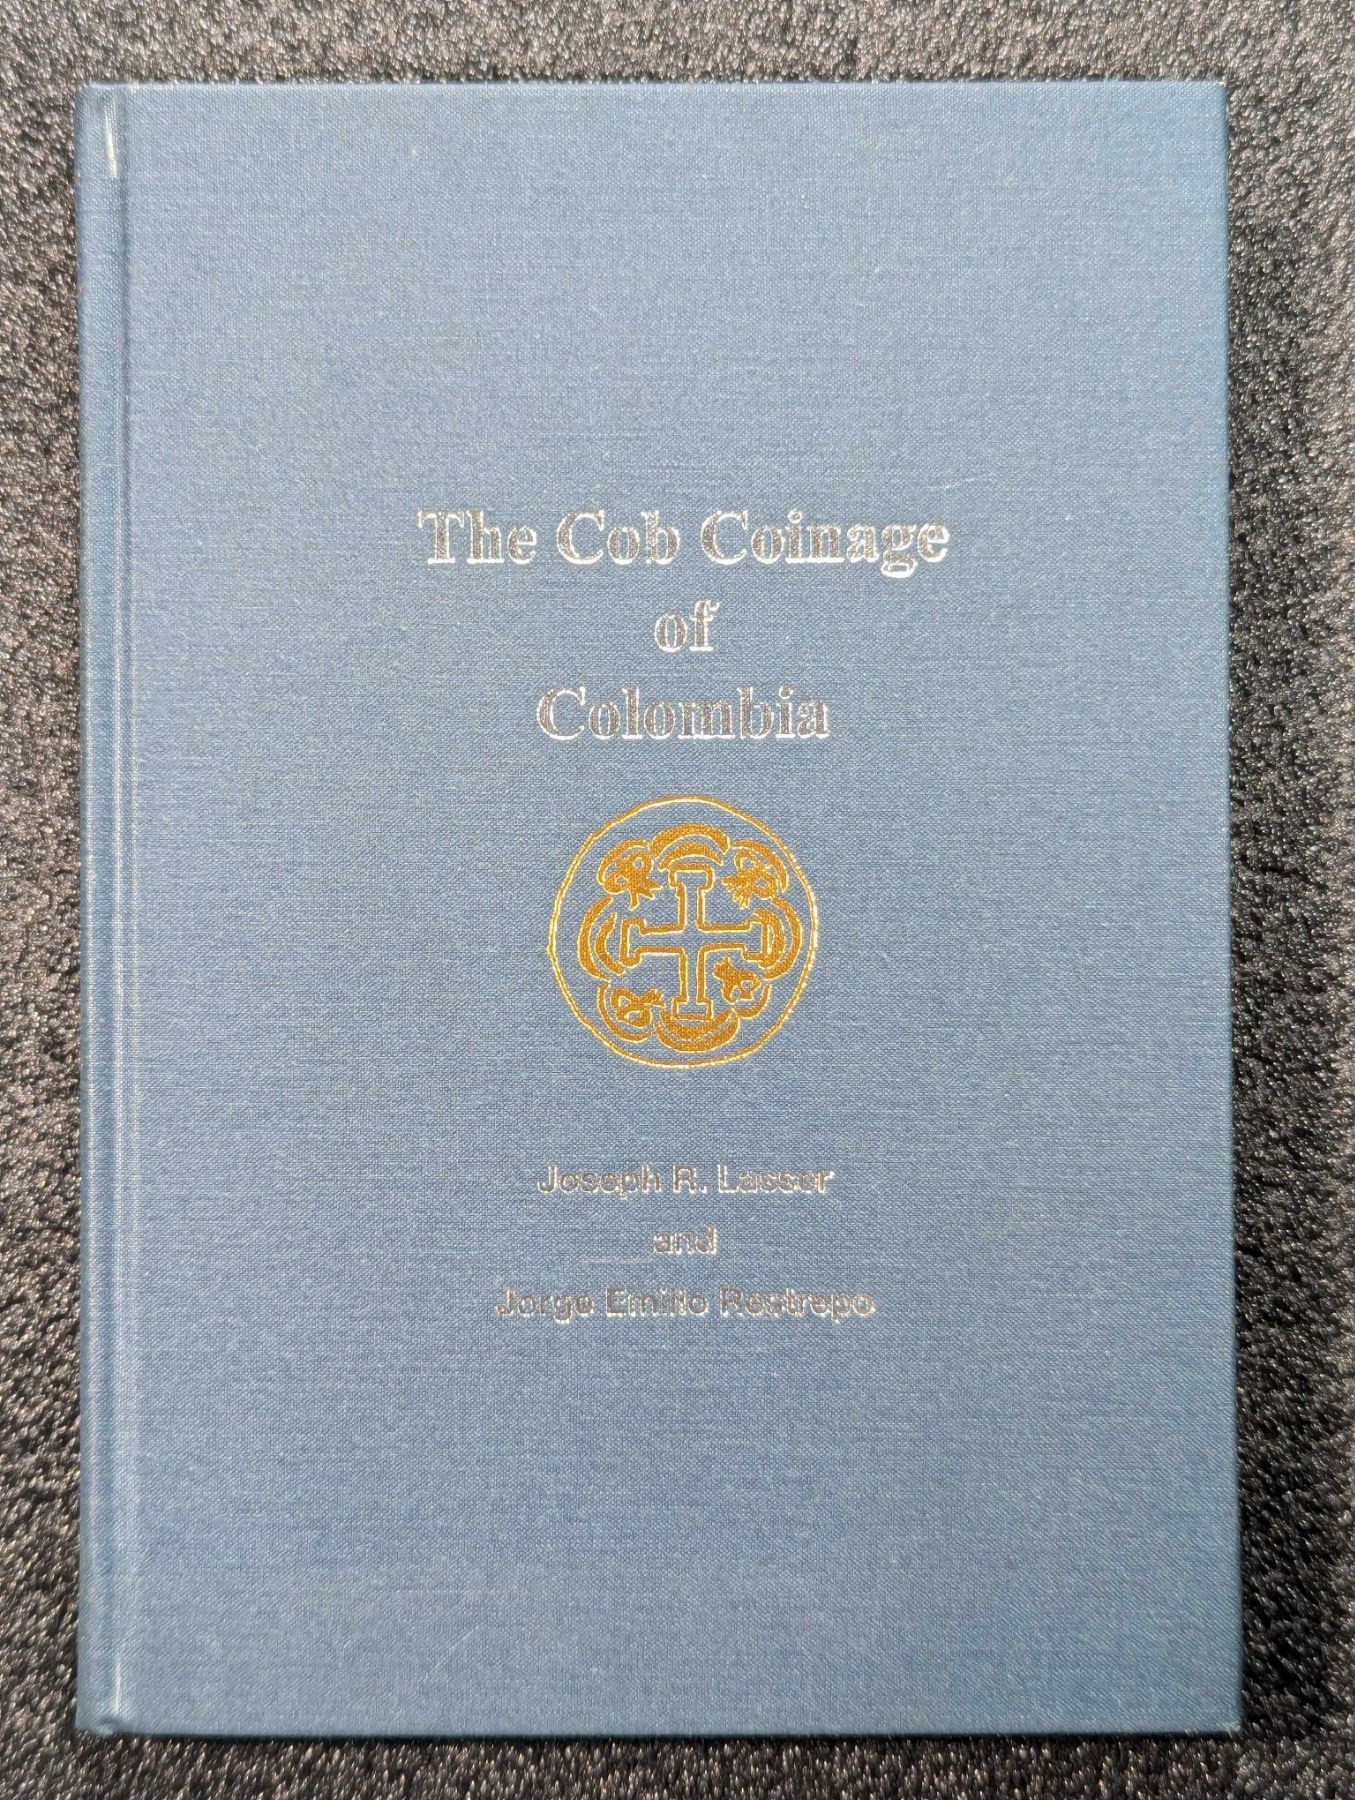 The Cob Coinage
of
Colombia
Joseph R. Lasser
and
Jorge Emilio Restrepo